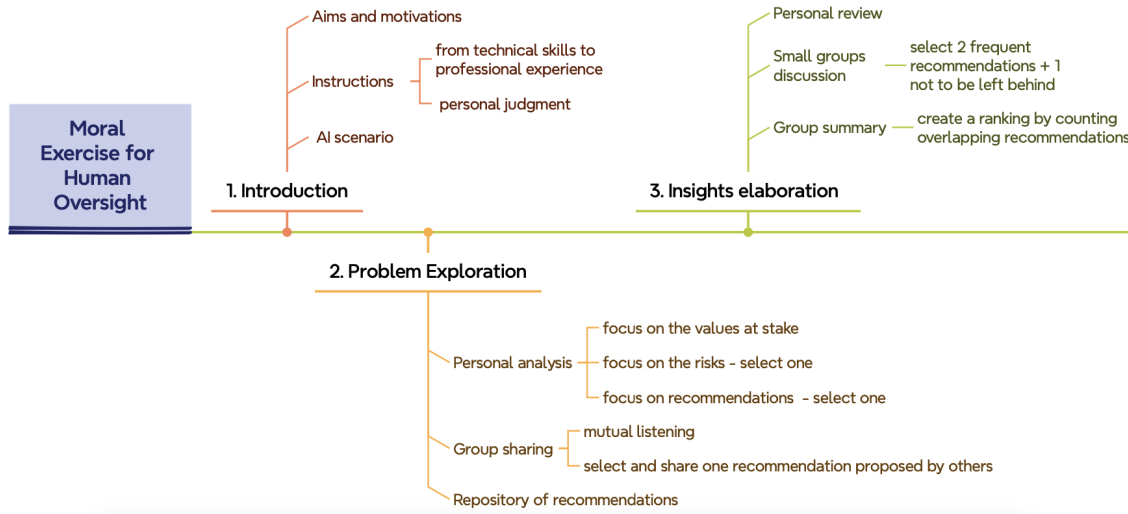 Moral
Exercise for
Human
Oversight
1. Introduction
Aims and motivations
Instructions
from technical skills to
professional experience
personal judgment
AI scenario
2. Problem Exploration
Personal analysis
focus on the values at stake
focus on the risks - select one
focus on recommendations - select one
Group sharing
mutual listening
select and share one recommendation proposed by others
Repository of recommendations
3. Insights elaboration
Personal review
Small groups
discussion
select 2 frequent
recommendations + 1
not to be left behind
Group summary
create a ranking by counting
overlapping recommendations